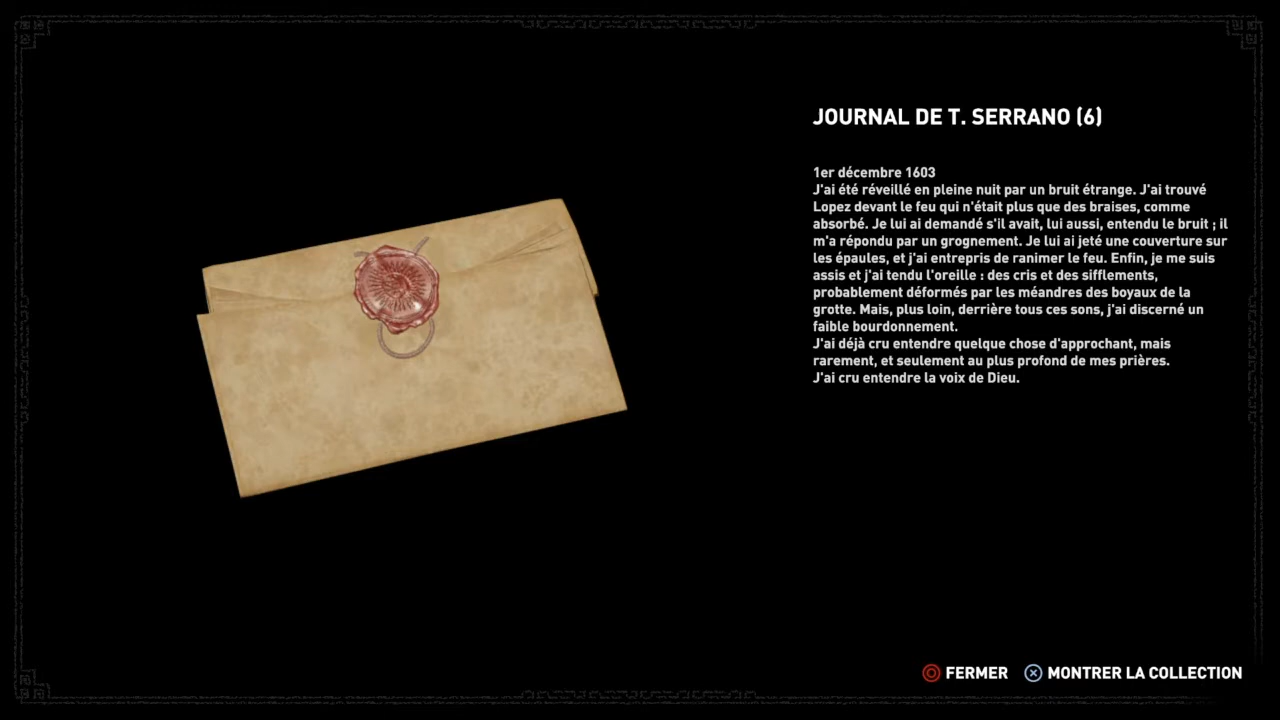 JOURNAL DE T. SERRANO (6)
1er décembre 1603
J'ai été réveillé en pleine nuit par un bruit étrange. J'ai trouvé
Lopez devant le feu qui n'était plus que des braises, comme
absorbé. Je lui ai demandé s'il avait, lui aussi, entendu le bruit ; il
m'a répondu par un grognement. Je lui ai jeté une couverture sur
les épaules, et j'ai entrepris de ranimer le feu. Enfin, je me suis
assis et j'ai tendu l'oreille : des cris et des sifflements,
probablement déformés par les méandres des boyaux de la
grotte. Mais, plus loin, derrière tous ces sons, j'ai discerné un
faible bourdonnement.
J'ai déjà cru entendre quelque chose d'approchant, mais
rarement, et seulement au plus profond de mes prières.
J'ai cru entendre la voix de Dieu.
FERMER MONTRER LA COLLECTION